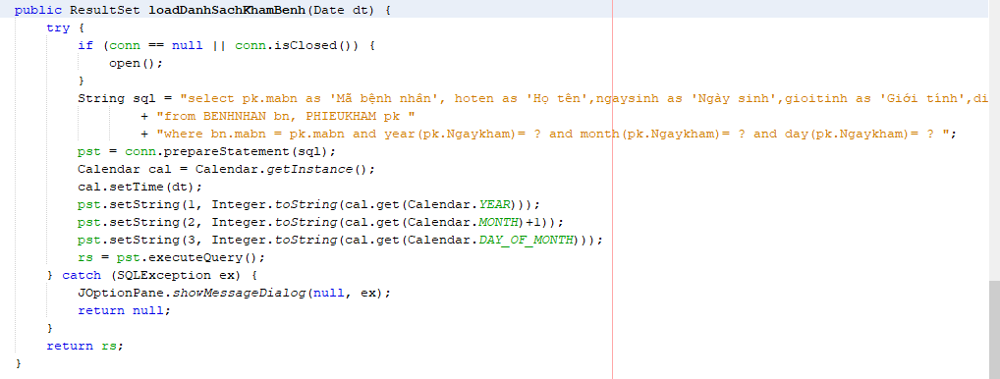 public ResultSet loadDanhSachKhamBenh(Date dt) {
try {
if (conn == null || conn.isClosed()) {
open();
}
String sql = "select pk.mabn as 'Mã bệnh nhân', hoten as 'Họ tên',ngaysinh as 'Ngày sinh',gioitinh as 'Giới tính',di
+ "from BENHNHAN bn, PHIEUKHAM pk "
+ "where bn.mabn = pk.mabn and year(pk.Ngaykham)= ? and month(pk.Ngaykham)= ? and day(pk.Ngaykham)= ? ";
pst = conn.prepareStatement(sql);
Calendar cal = Calendar.getInstance();
cal.setTime(dt);
pst.setString(1, Integer.toString(cal.get(Calendar.YEAR)));
pst.setString(2, Integer.toString(cal.get(Calendar.MONTH)+1));
pst.setString(3, Integer.toString(cal.get(Calendar.DAY_OF_MONTH)));
rs = pst.executeQuery();
} catch (SQLException ex) {
JOptionPane.showMessageDialog(null, ex);
return null;
}
return rs;
}